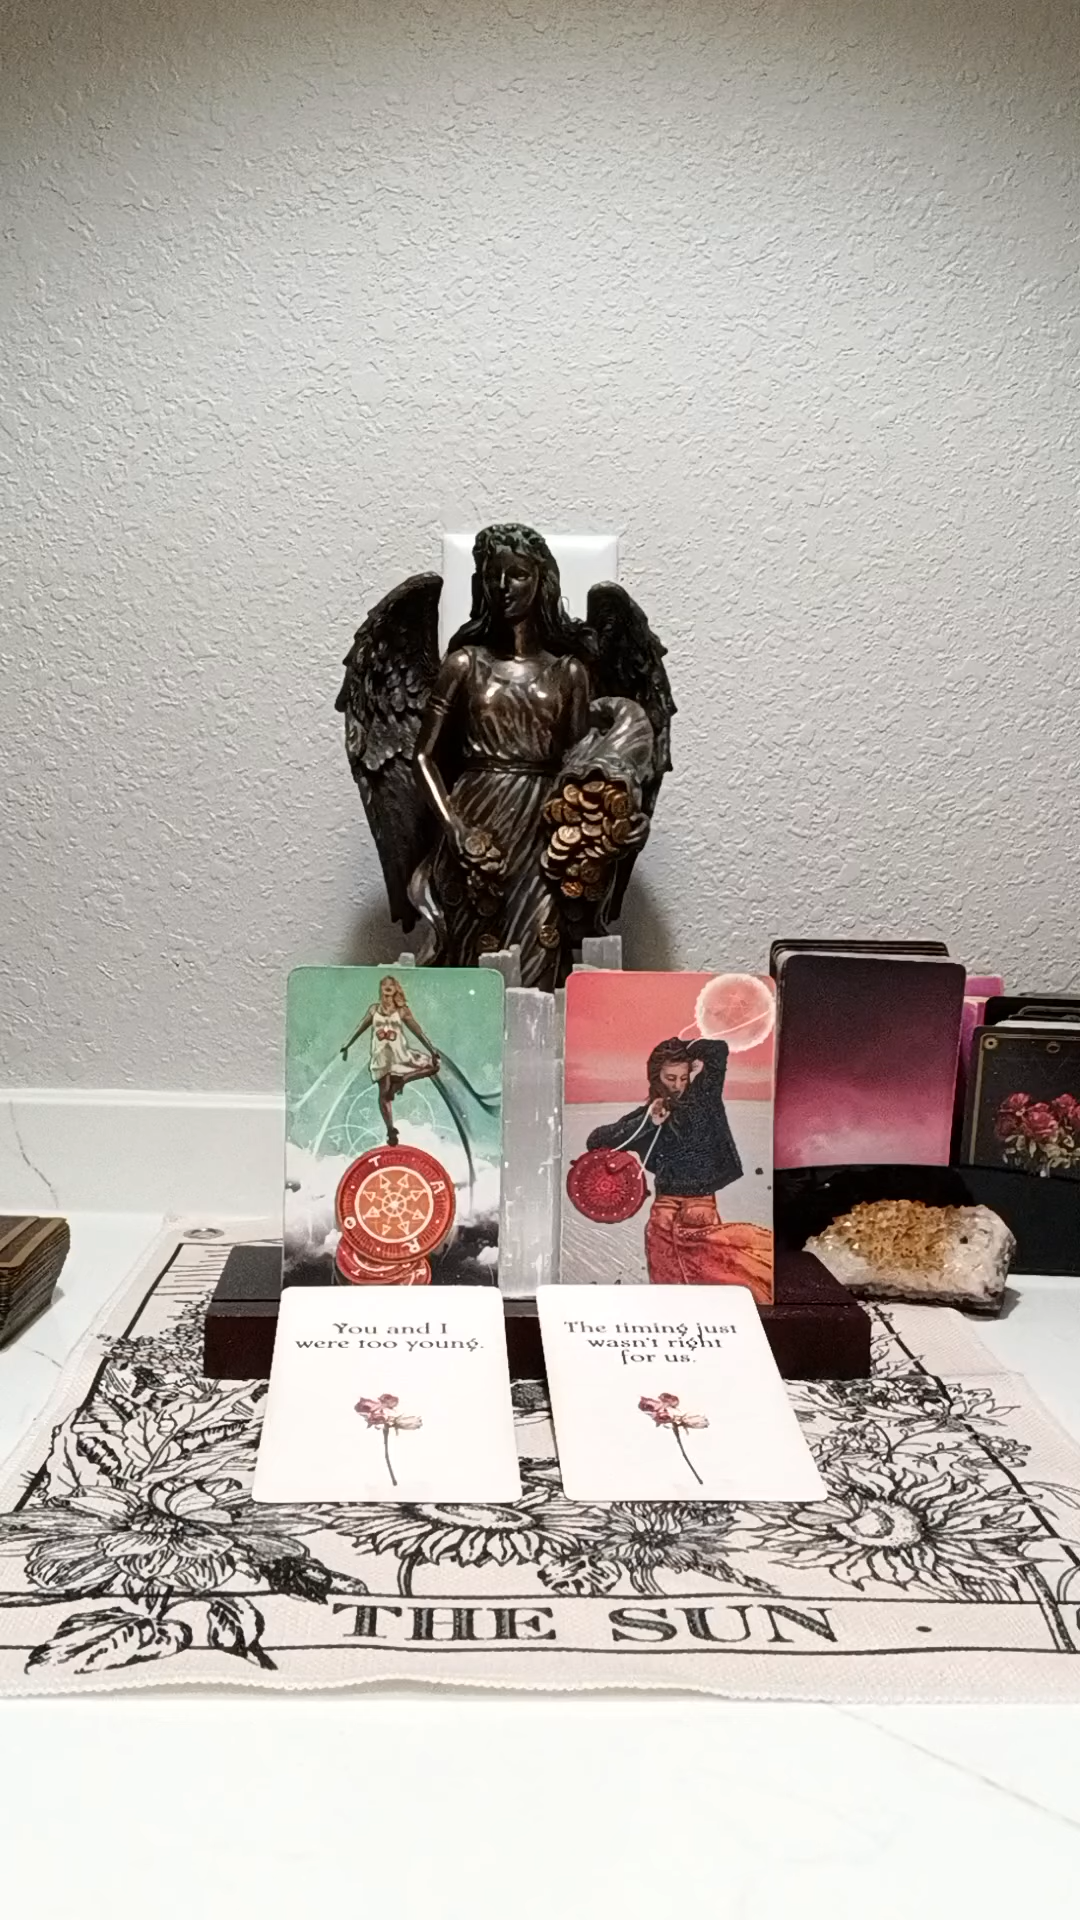 T A R O
T
You and I
were too young.
The timing just
wasn't right
for us.
THE SUN